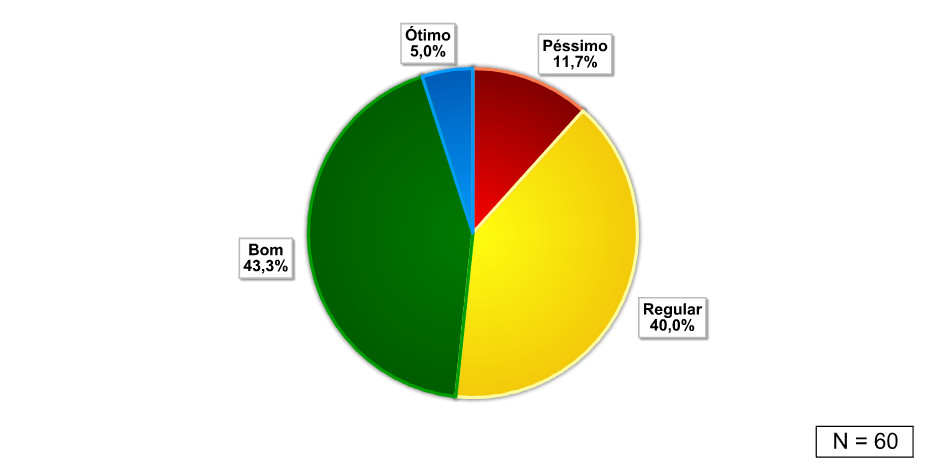 Ótimo
5,0%
Péssimo
11,7%
Bom
43,3%
Regular
40,0%
N = 60